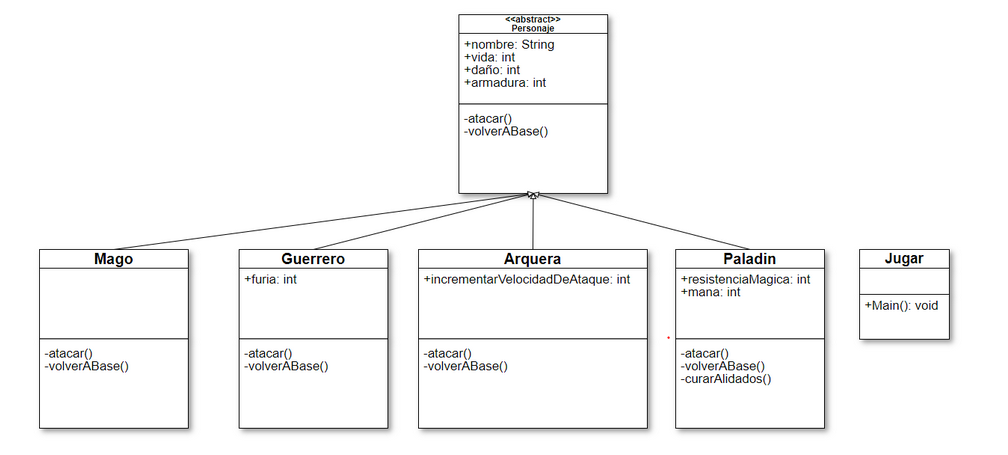 <<abstract>>
Personaje
+nombre: String
+vida: int
+daño: int
+armadura: int
-atacar()
-volverABase()
Mago
-atacar()
-volverABase()
Guerrero
+furia: int
-atacar()
-volverABase()
Arquera
+incrementarVelocidadDeAtaque: int
-atacar()
-volverABase()
Paladin
+resistenciaMagica: int
+mana: int
-atacar()
-volverABase()
-curarAlidados()
Jugar
+Main(): void